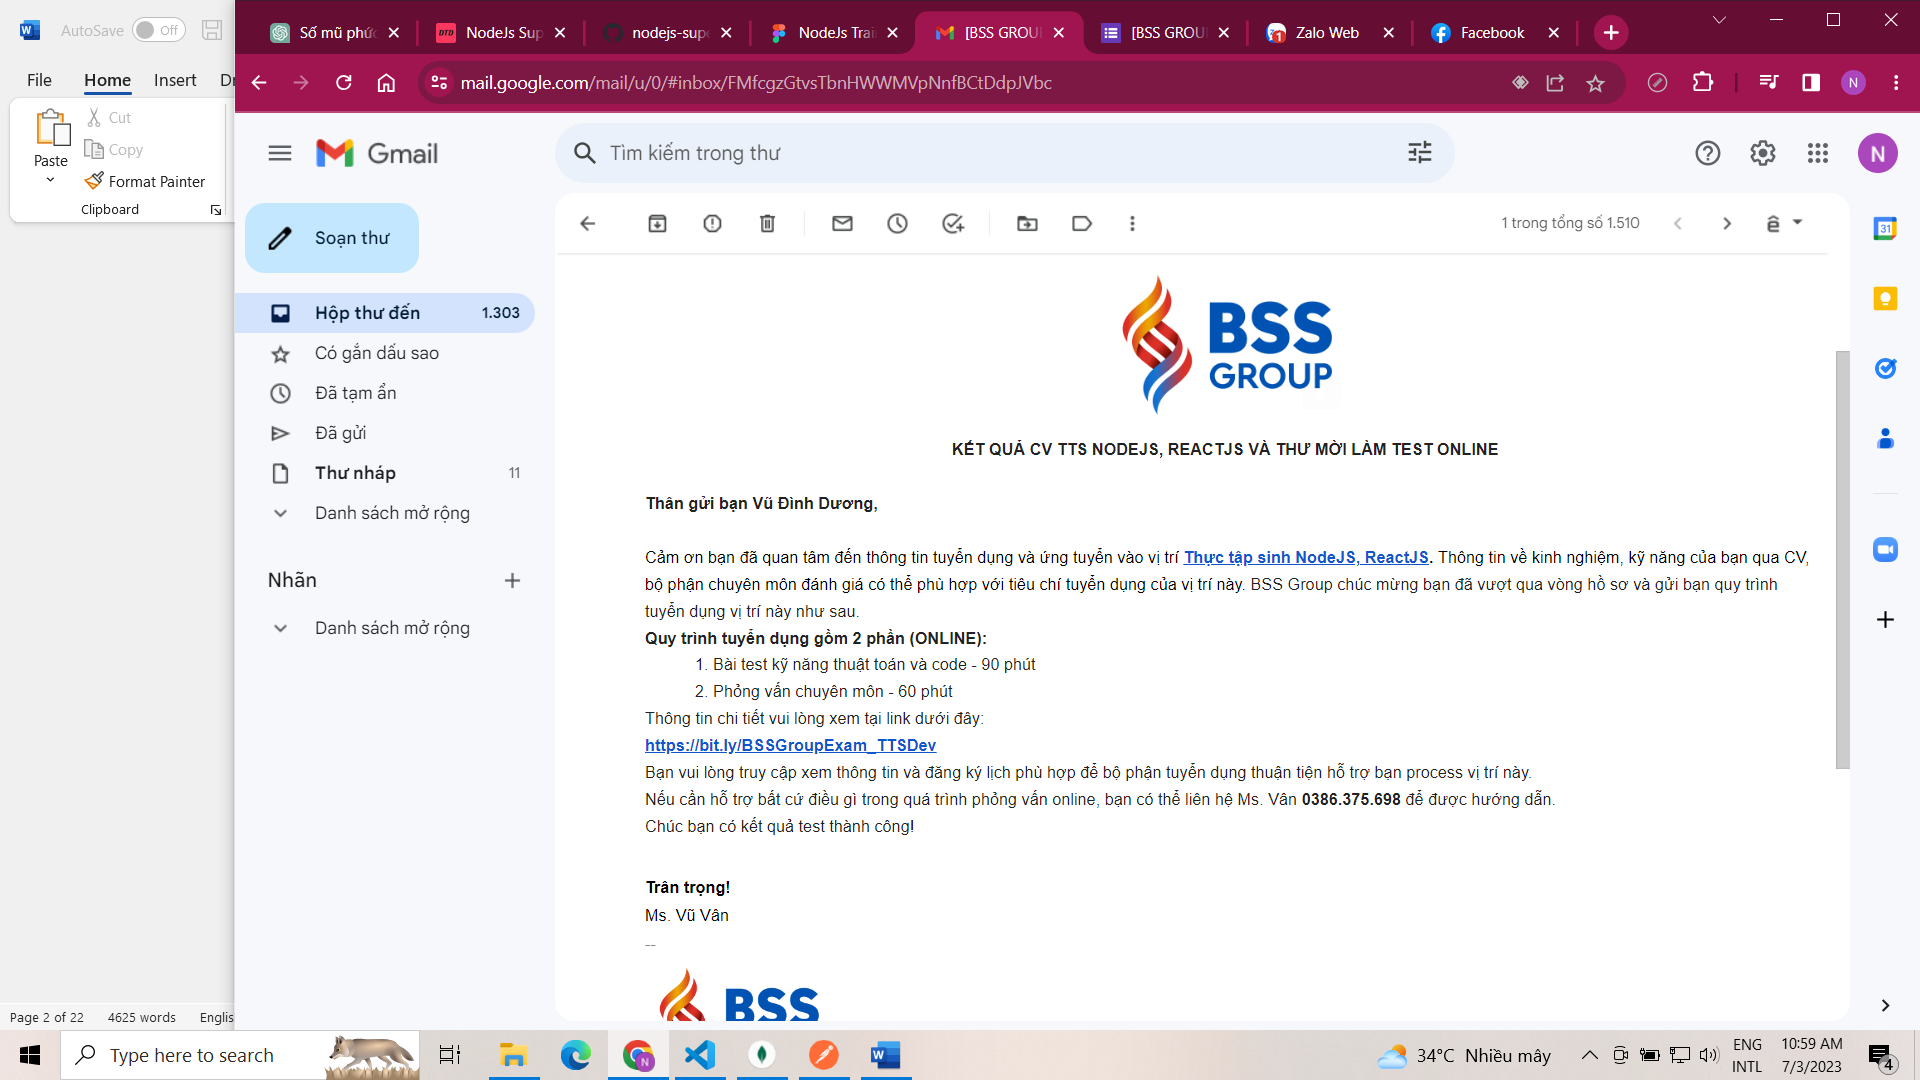 AutoSave Off
Số mũ phức
NodeJs Sup
nodejs-supe
NodeJs Trai
[BSS GROU
[BSS GROU
Zalo Web
Facebook
File Home Insert
mail.google.com/mail/u/0/#inbox/FMfcgzGtvsTbnHWWMVpNnfBCtDdpJVbc
N
Paste
Cut
Copy
Format Painter
Clipboard
Gmail
Tìm kiếm trong thư
N
Soạn thư
1 trong tổng số 1.510
Hộp thư đến 1.303
Có gắn dấu sao
Đã tạm ẩn
Đã gửi
Thư nháp 11
Danh sách mở rộng
Nhãn
Danh sách mở rộng
BSS
GROUP
KẾT QUẢ CV TTS NODEJS, REACTJS VÀ THƯ MỜI LÀM TEST ONLINE
Thân gửi bạn Vũ Đình Dương,
Cảm ơn bạn đã quan tâm đến thông tin tuyển dụng và ứng tuyển vào vị trí Thực tập sinh NodeJS, ReactJS. Thông tin về kinh nghiệm, kỹ năng của bạn qua CV,
bộ phận chuyên môn đánh giá có thể phù hợp với tiêu chí tuyển dụng của vị trí này. BSS Group chúc mừng bạn đã vượt qua vòng hồ sơ và gửi bạn quy trình
tuyển dụng vị trí này như sau.
Quy trình tuyển dụng gồm 2 phần (ONLINE):
1. Bài test kỹ năng thuật toán và code - 90 phút
2. Phỏng vấn chuyên môn - 60 phút
Thông tin chi tiết vui lòng xem tại link dưới đây:
https://bit.ly/BSSGroupExam_TTSDev
Bạn vui lòng truy cập xem thông tin và đăng ký lịch phù hợp để bộ phận tuyển dụng thuận tiện hỗ trợ bạn process vị trí này.
Nếu cần hỗ trợ bất cứ điều gì trong quá trình phỏng vấn online, bạn có thể liên hệ Ms. Vân 0386.375.698 để được hướng dẫn.
Chúc bạn có kết quả test thành công!
Trân trọng!
Ms. Vũ Vân
--
BSS
Page 2 of 22 4625 words Englis
Type here to search
34°C Nhiều mây
ENG
INTL
10:59 AM
7/3/2023
4